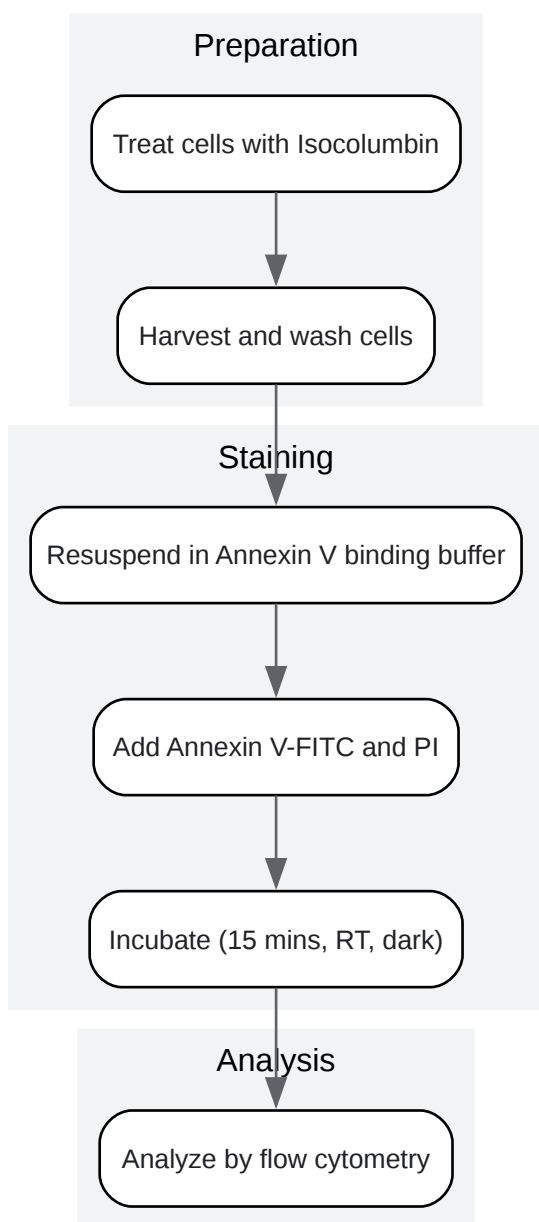 Preparation
Treat cells with Isocolumbin
Harvest and wash cells
Staining
Resuspend in Annexin V binding buffer
Add Annexin V-FITC and PI
Incubate (15 mins, RT, dark)
Analysis
Analyze by flow cytometry